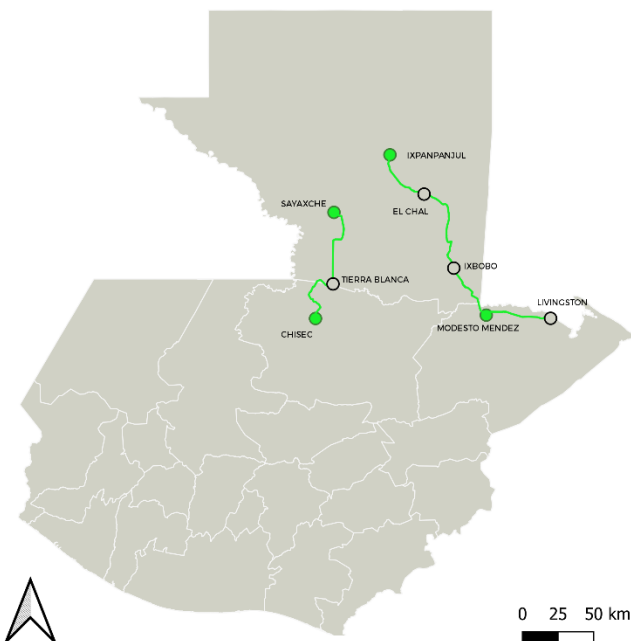 IXPANPANJUL
SAYAXCHE
EL CHAL
IXBOBO
TIERRA BLANCA
LIVINGSTON
MODESTO MENDEZ
CHISEC
0 25 50 km